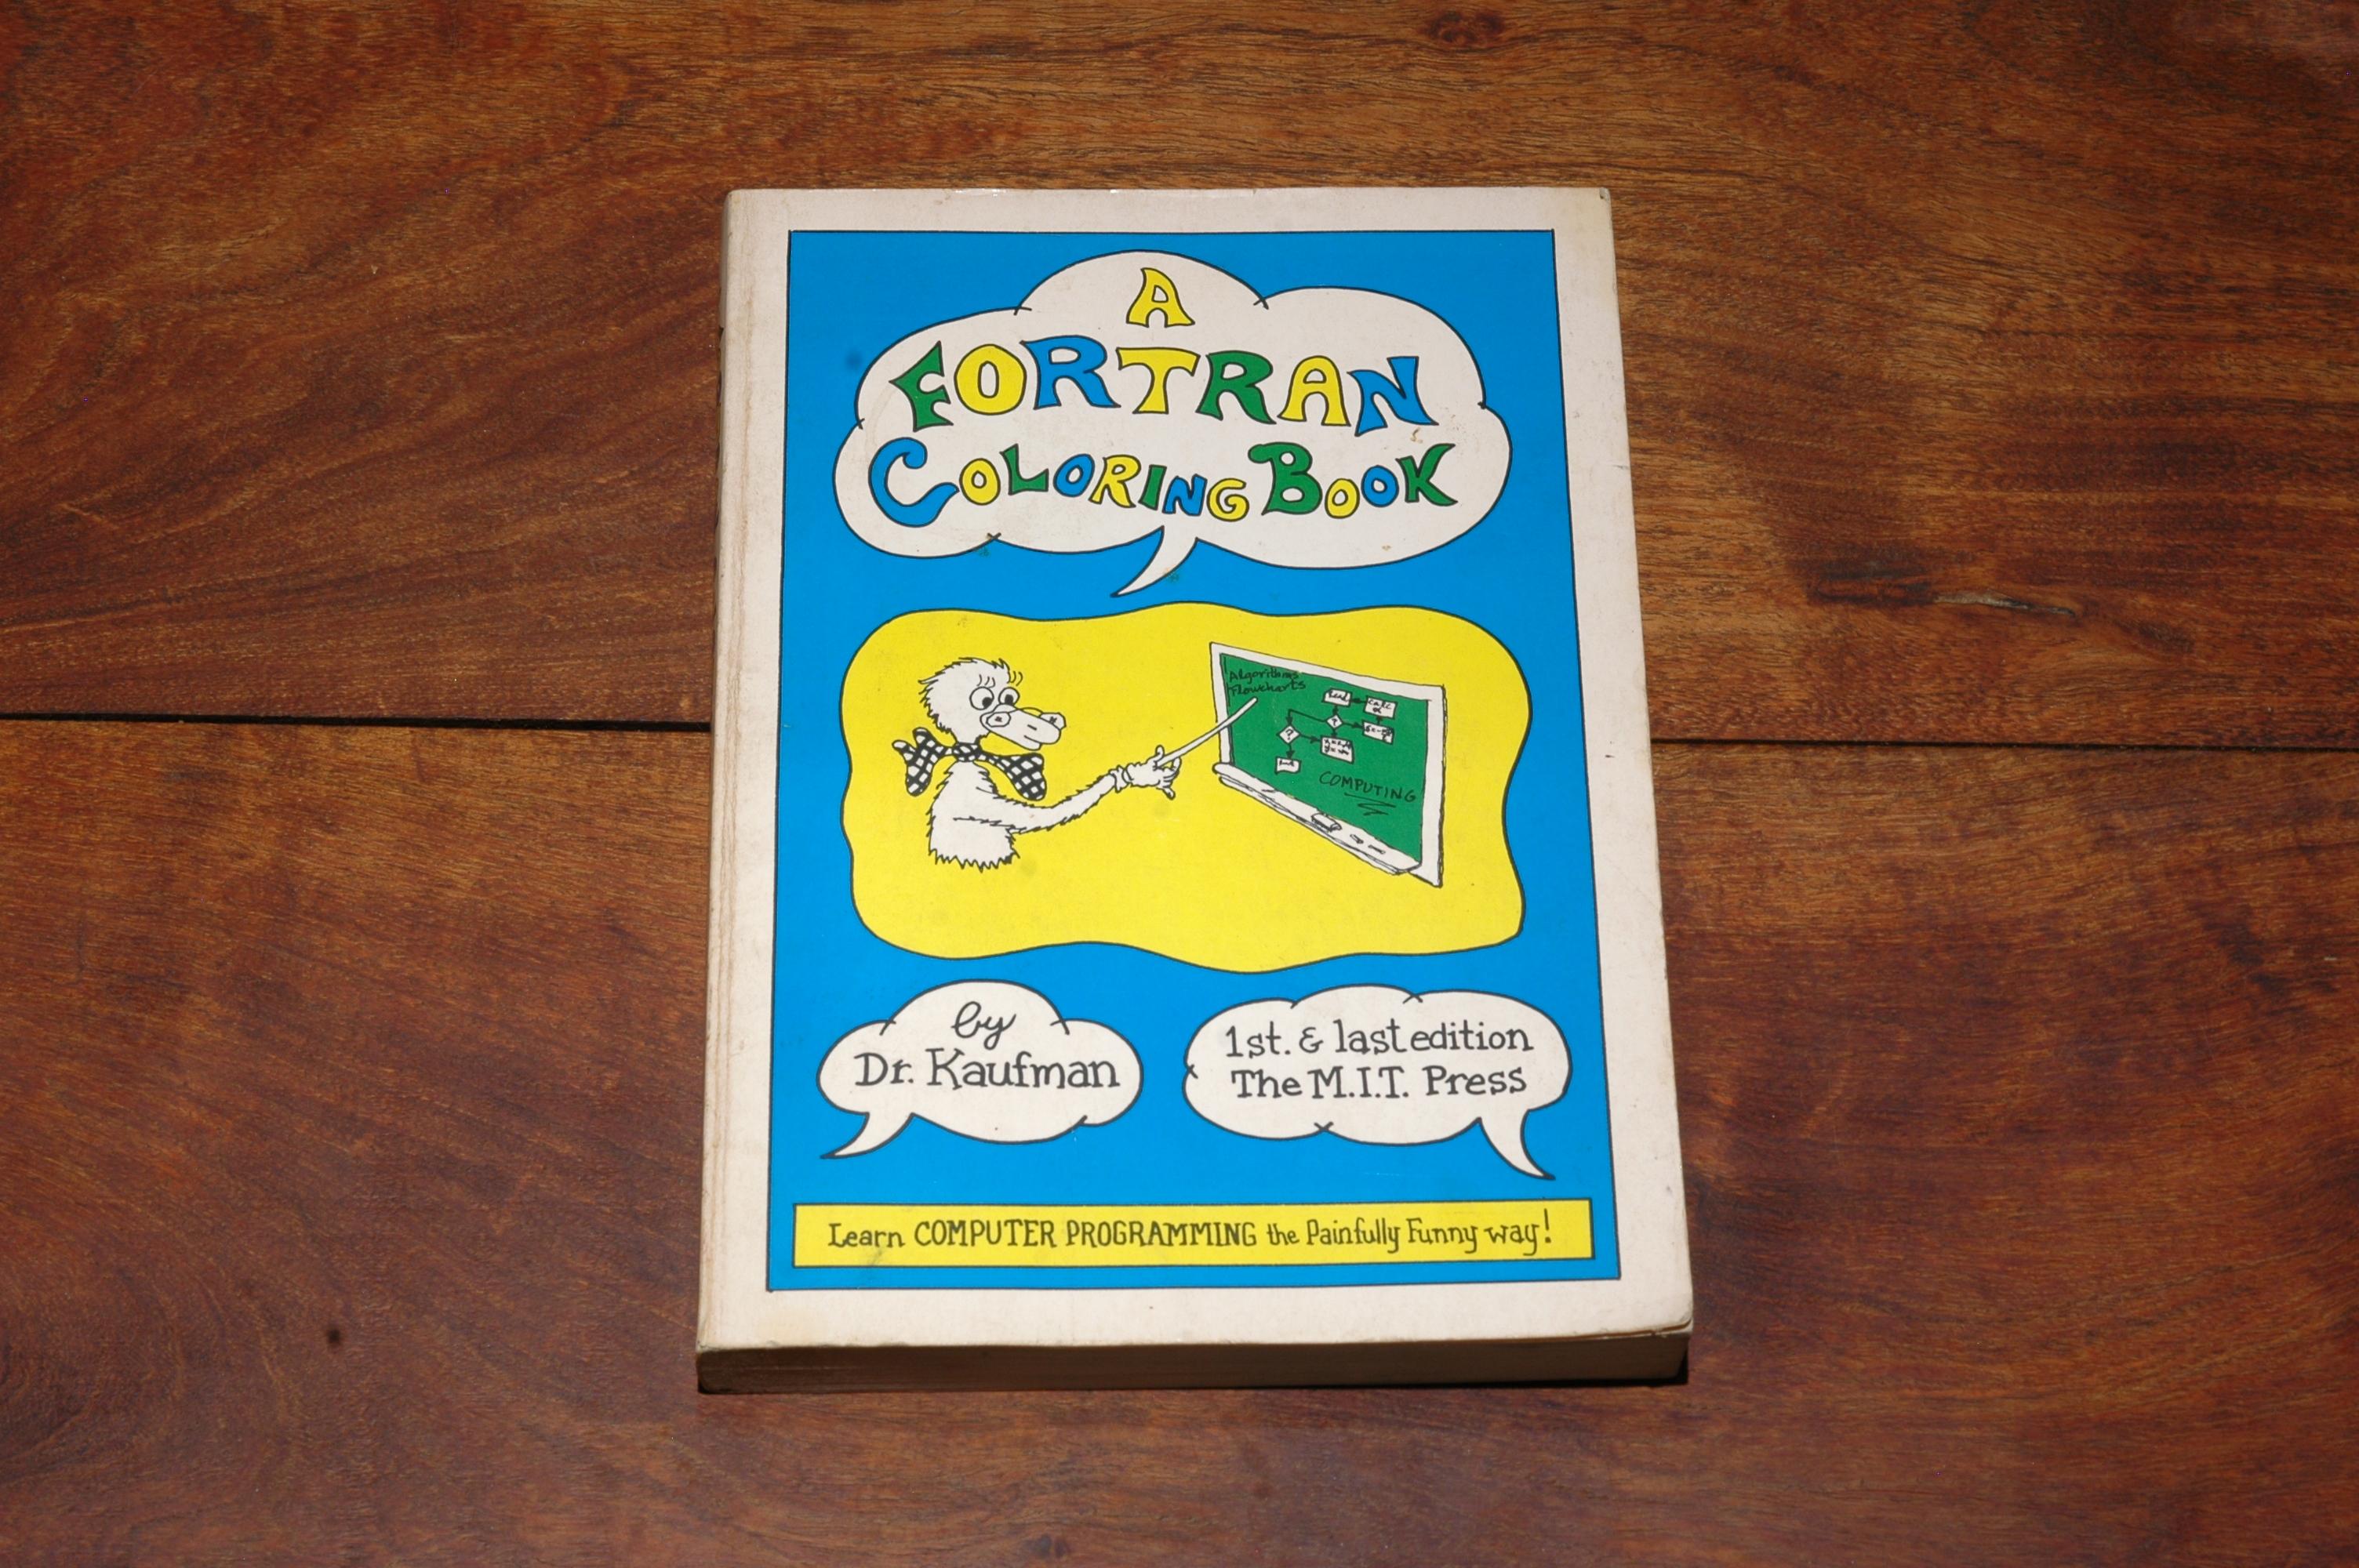 A
FORTRAN
COLORING BOOK
Algorithms
Flowcharts
COMPUTING
by
Dr. Kaufman
1st. & last edition
The M.I.T. Press
Learn COMPUTER PROGRAMMING the Painfully Funny way!